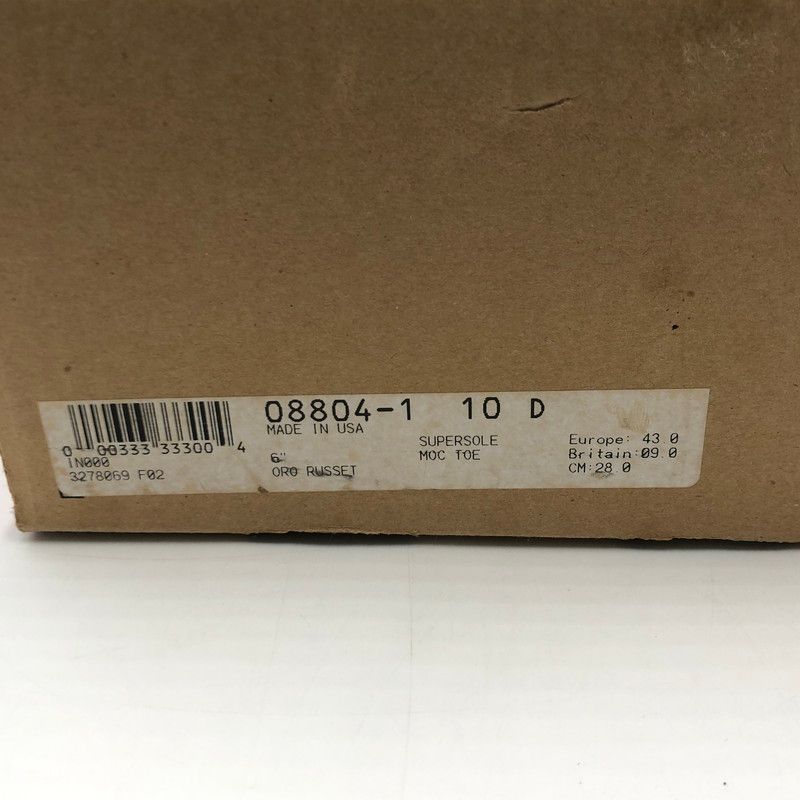 08804-1 10 D
MADE IN USA
0 00333 33300 4
IN000
3278069 F02
6"
ORO RUSSET
SUPERSOLE
MOC TOE
Europe: 43.0
Britain:09.0
CM:28.0